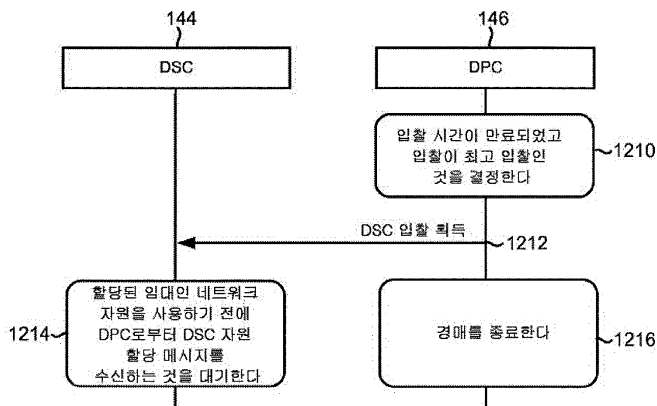 144
146
DSC
DPC
입찰 시간이 만료되었고
입찰이 최고 입찰인
것을 결정한다
1210
DSC 입찰 획득
1212
할당된 임대인 네트워크
자원을 사용하기 전에
DPC로부터 DSC 자원
할당 메시지를
수신하는 것을 대기한다
1214
경매를 종료한다
1216